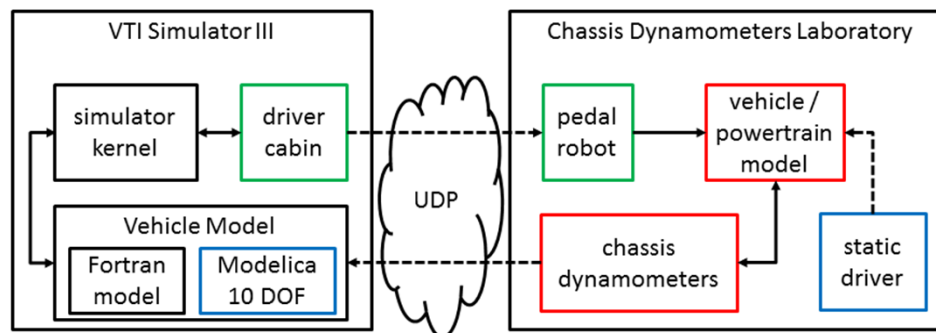 VTI Simulator III
simulator
kernel
driver
cabin
Vehicle Model
Fortran
model
Modelica
10 DOF
UDP
Chassis Dynamometers Laboratory
pedal
robot
vehicle /
powertrain
model
chassis
dynamometers
static
driver